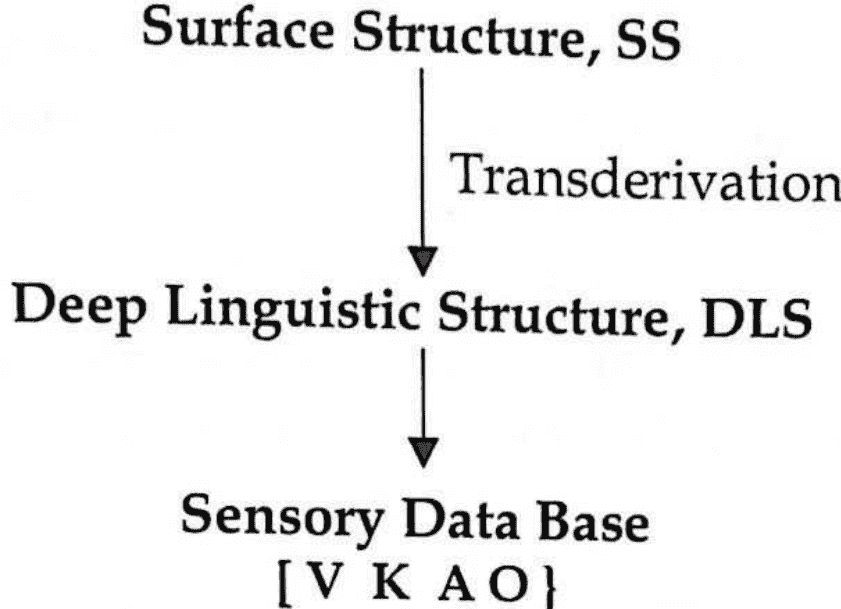 Surface Structure, SS
Transderivation
Deep Linguistic Structure, DLS
Sensory Data Base
[ V K A O }